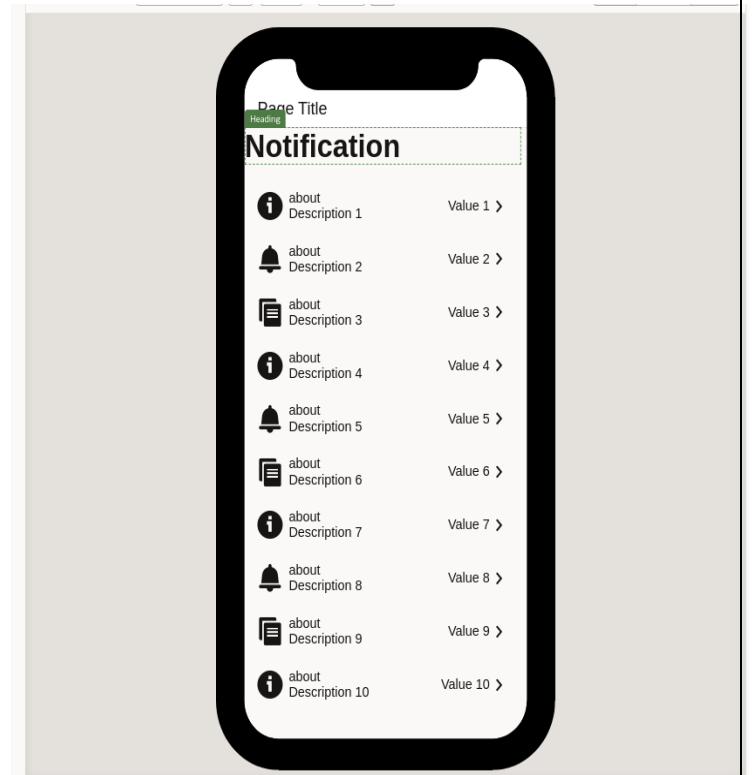 Page Title
Heading
Notification
about
Description 1
Value 1
about
Description 2
Value 2
about
Description 3
Value 3
about
Description 4
Value 4
about
Description 5
Value 5
about
Description 6
Value 6
about
Description 7
Value 7
about
Description 8
Value 8
about
Description 9
Value 9
about
Description 10
Value 10